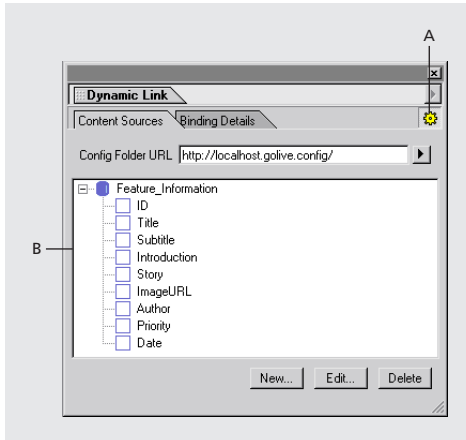 A
Dynamic Link
Content Sources Binding Details
Config Folder URL http://localhost.golive.config/
Feature_Information
ID
Title
Subtitle
B
Introduction
Story
ImageURL
Author
Priority
Date
New... Edit... Delete